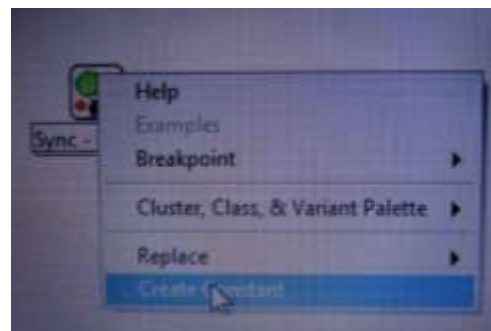 Sync -
Help
Examples
Breakpoint
Cluster, Class, & Variant Palette
Replace
Create Constant